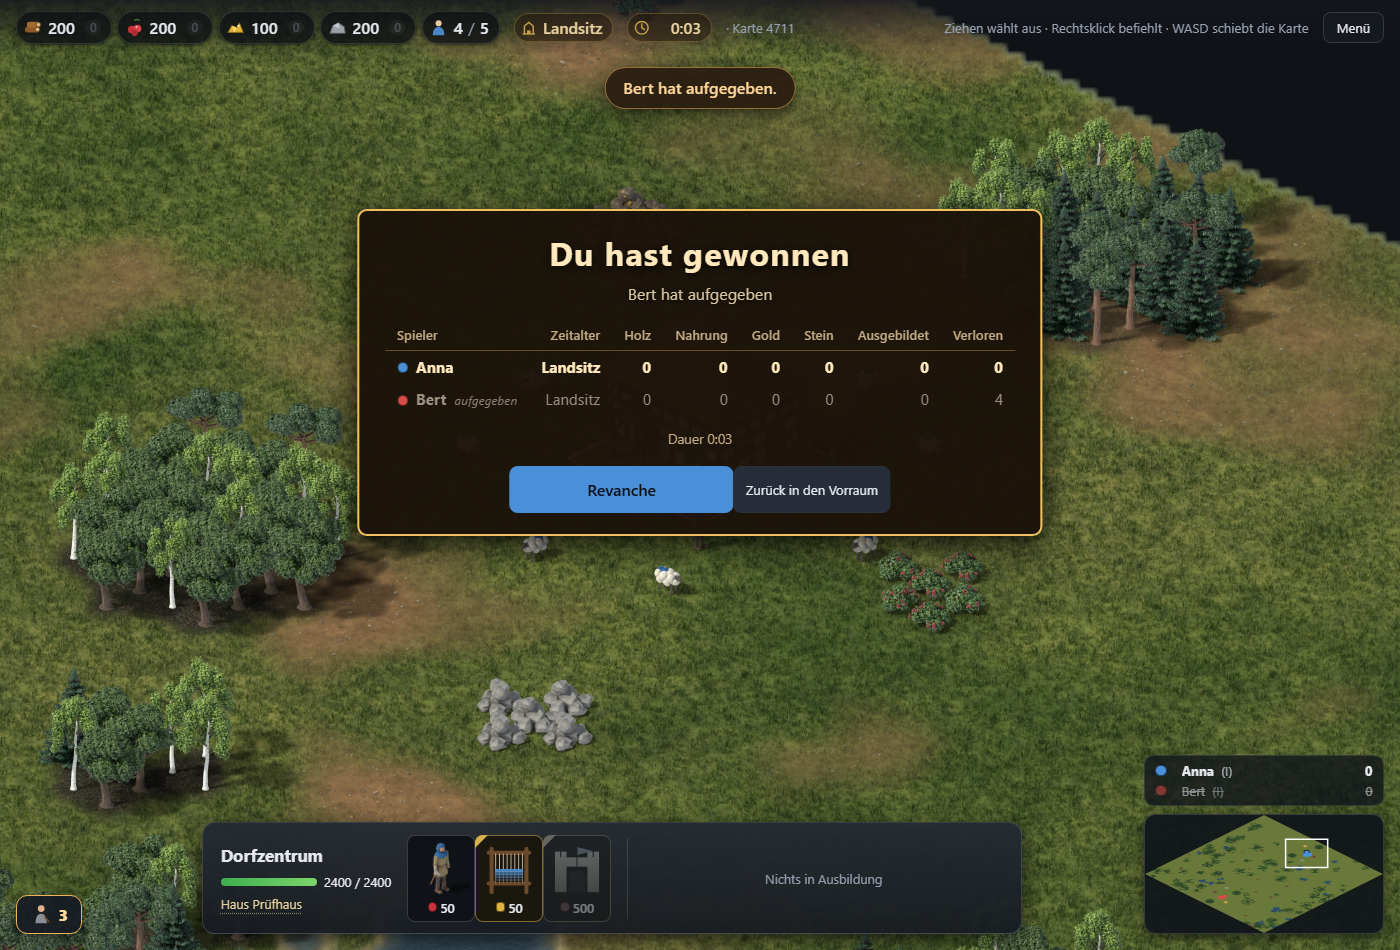 200 0 200 0 100 0 200 0 4 / 5 Landsitz 0:03 · Karte 4711 Ziehen wählt aus · Rechtsklick befiehlt · WASD schiebt die Karte Menü
Bert hat aufgegeben.
Du hast gewonnen
Bert hat aufgegeben
Spieler Zeitalter Holz Nahrung Gold Stein Ausgebildet Verloren
Anna Landsitz 0 0 0 0 0 0
Bert aufgegeben Landsitz 0 0 0 0 0 4
Dauer 0:03
Revanche Zurück in den Vorraum
Anna (I) 0
Bert (I) 0
Dorfzentrum
2400 / 2400
Haus Prüfhaus
50 50 500
Nichts in Ausbildung
3